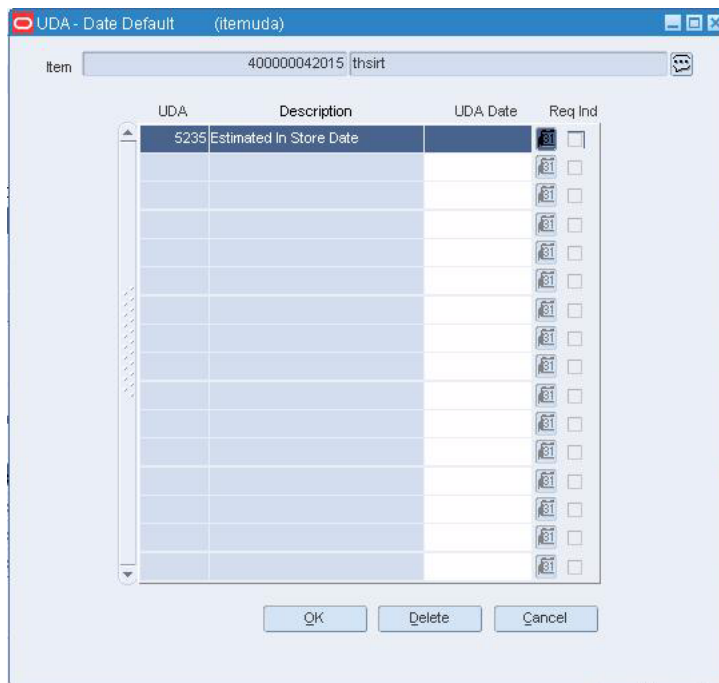 UDA - Date Default (itemuda)
Item 400000042015 thsirt
UDA Description UDA Date Req Ind
5235 Estimated In Store Date
OK Delete Cancel